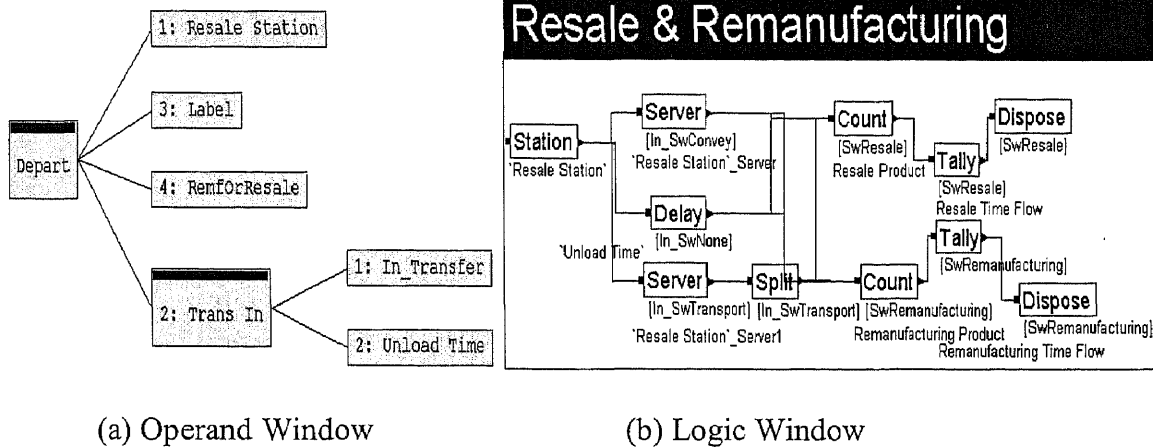 1: Resale Station
3: Label
Depart
4: RemfOrResale
1: In_Transfer
2: Trans In
2: Unload Time
(a) Operand Window
Resale & Remanufacturing
Server
[In_SwConvey]
`Resale Station`_Server
Station
`Resale Station`
Delay
[In_SwNone]
`Unload Time`
Server
[In_SwTransport]
`Resale Station`_Server1
Split
[In_SwTransport]
Count
[SwResale]
Resale Product
Tally
[SwResale]
Resale Time Flow
Dispose
[SwResale]
Count
[SwRemanufacturing]
Remanufacturing Product
Tally
[SwRemanufacturing]
Remanufacturing Time Flow
Dispose
[SwRemanufacturing]
(b) Logic Window